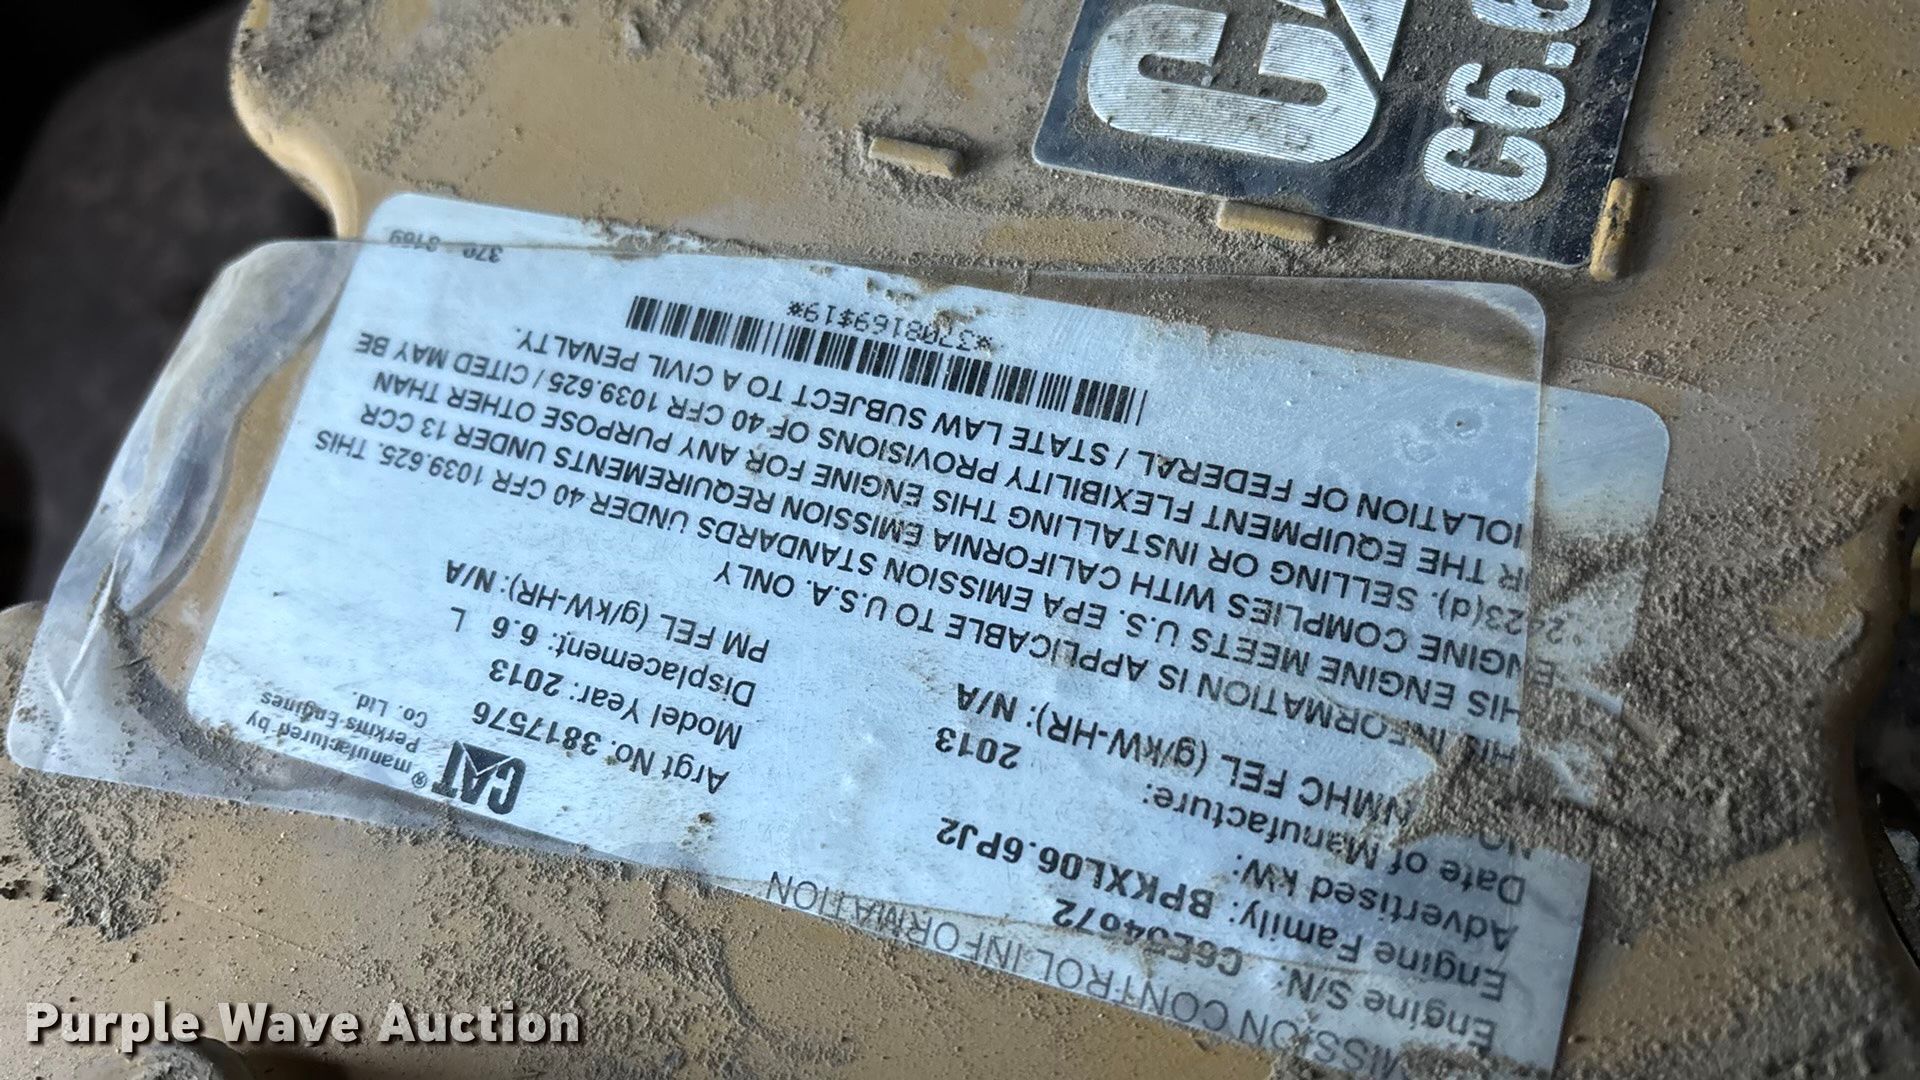 CAT
C6.6
EMISSION CONTROL INFORMATION
CAT® manufactured by
Perkins Engines
Co. Ltd.
Engine S/N: C6E54672
Engine Family: BPKXL06.6PJ2
Advertised kW:
Date of Manufacture: 2013
NMHC FEL (g/kW-HR): N/A
Argt No. 3817576
Model Year: 2013
Displacement: 6.6 L
PM FEL (g/kW-HR): N/A
INFORMATION IS APPLICABLE TO U.S.A. ONLY
THIS ENGINE MEETS U.S. EPA EMISSION STANDARDS UNDER 40 CFR 1039.625. THIS
ENGINE COMPLIES WITH CALIFORNIA EMISSION REQUIREMENTS UNDER 13 CCR
2423(d). SELLING OR INSTALLING THIS ENGINE FOR ANY PURPOSE OTHER THAN
THE EQUIPMENT FLEXIBILITY PROVISIONS OF 40 CFR 1039.625 / CITED MAY BE
VIOLATION OF FEDERAL / STATE LAW SUBJECT TO A CIVIL PENALTY.
*3708169$19*
370 8169
Purple Wave Auction